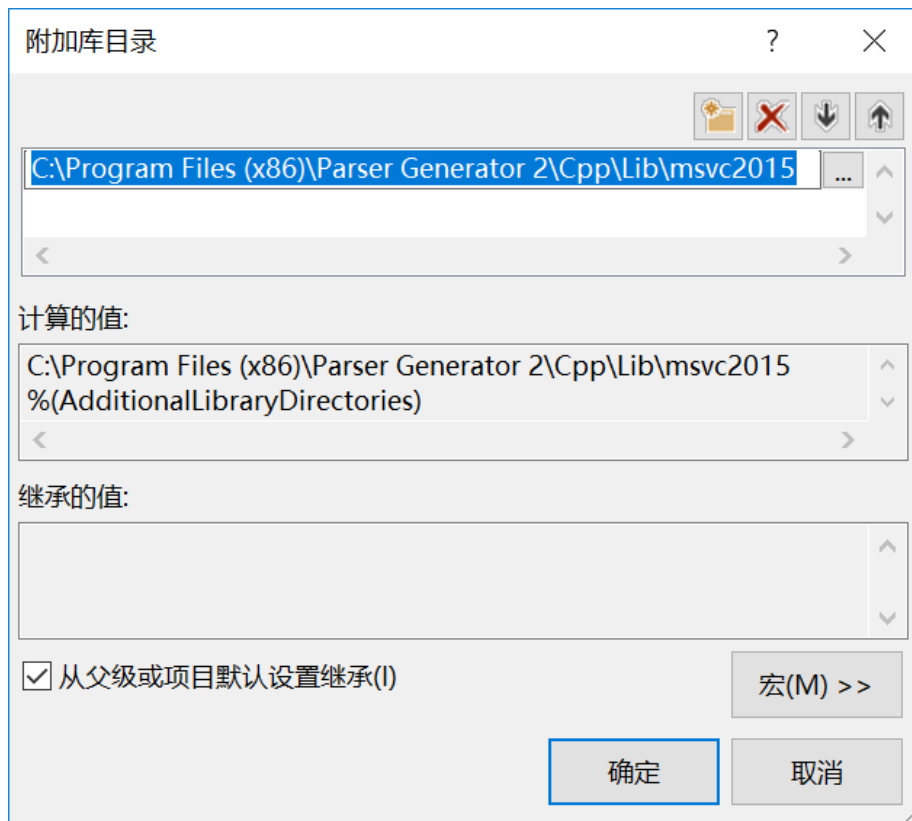 附加库目录
?
C:\Program Files (x86)\Parser Generator 2\Cpp\Lib\msvc2015
...
计算的值:
C:\Program Files (x86)\Parser Generator 2\Cpp\Lib\msvc2015
%(AdditionalLibraryDirectories)
继承的值:
从父级或项目默认设置继承(I)
宏(M) >>
确定
取消